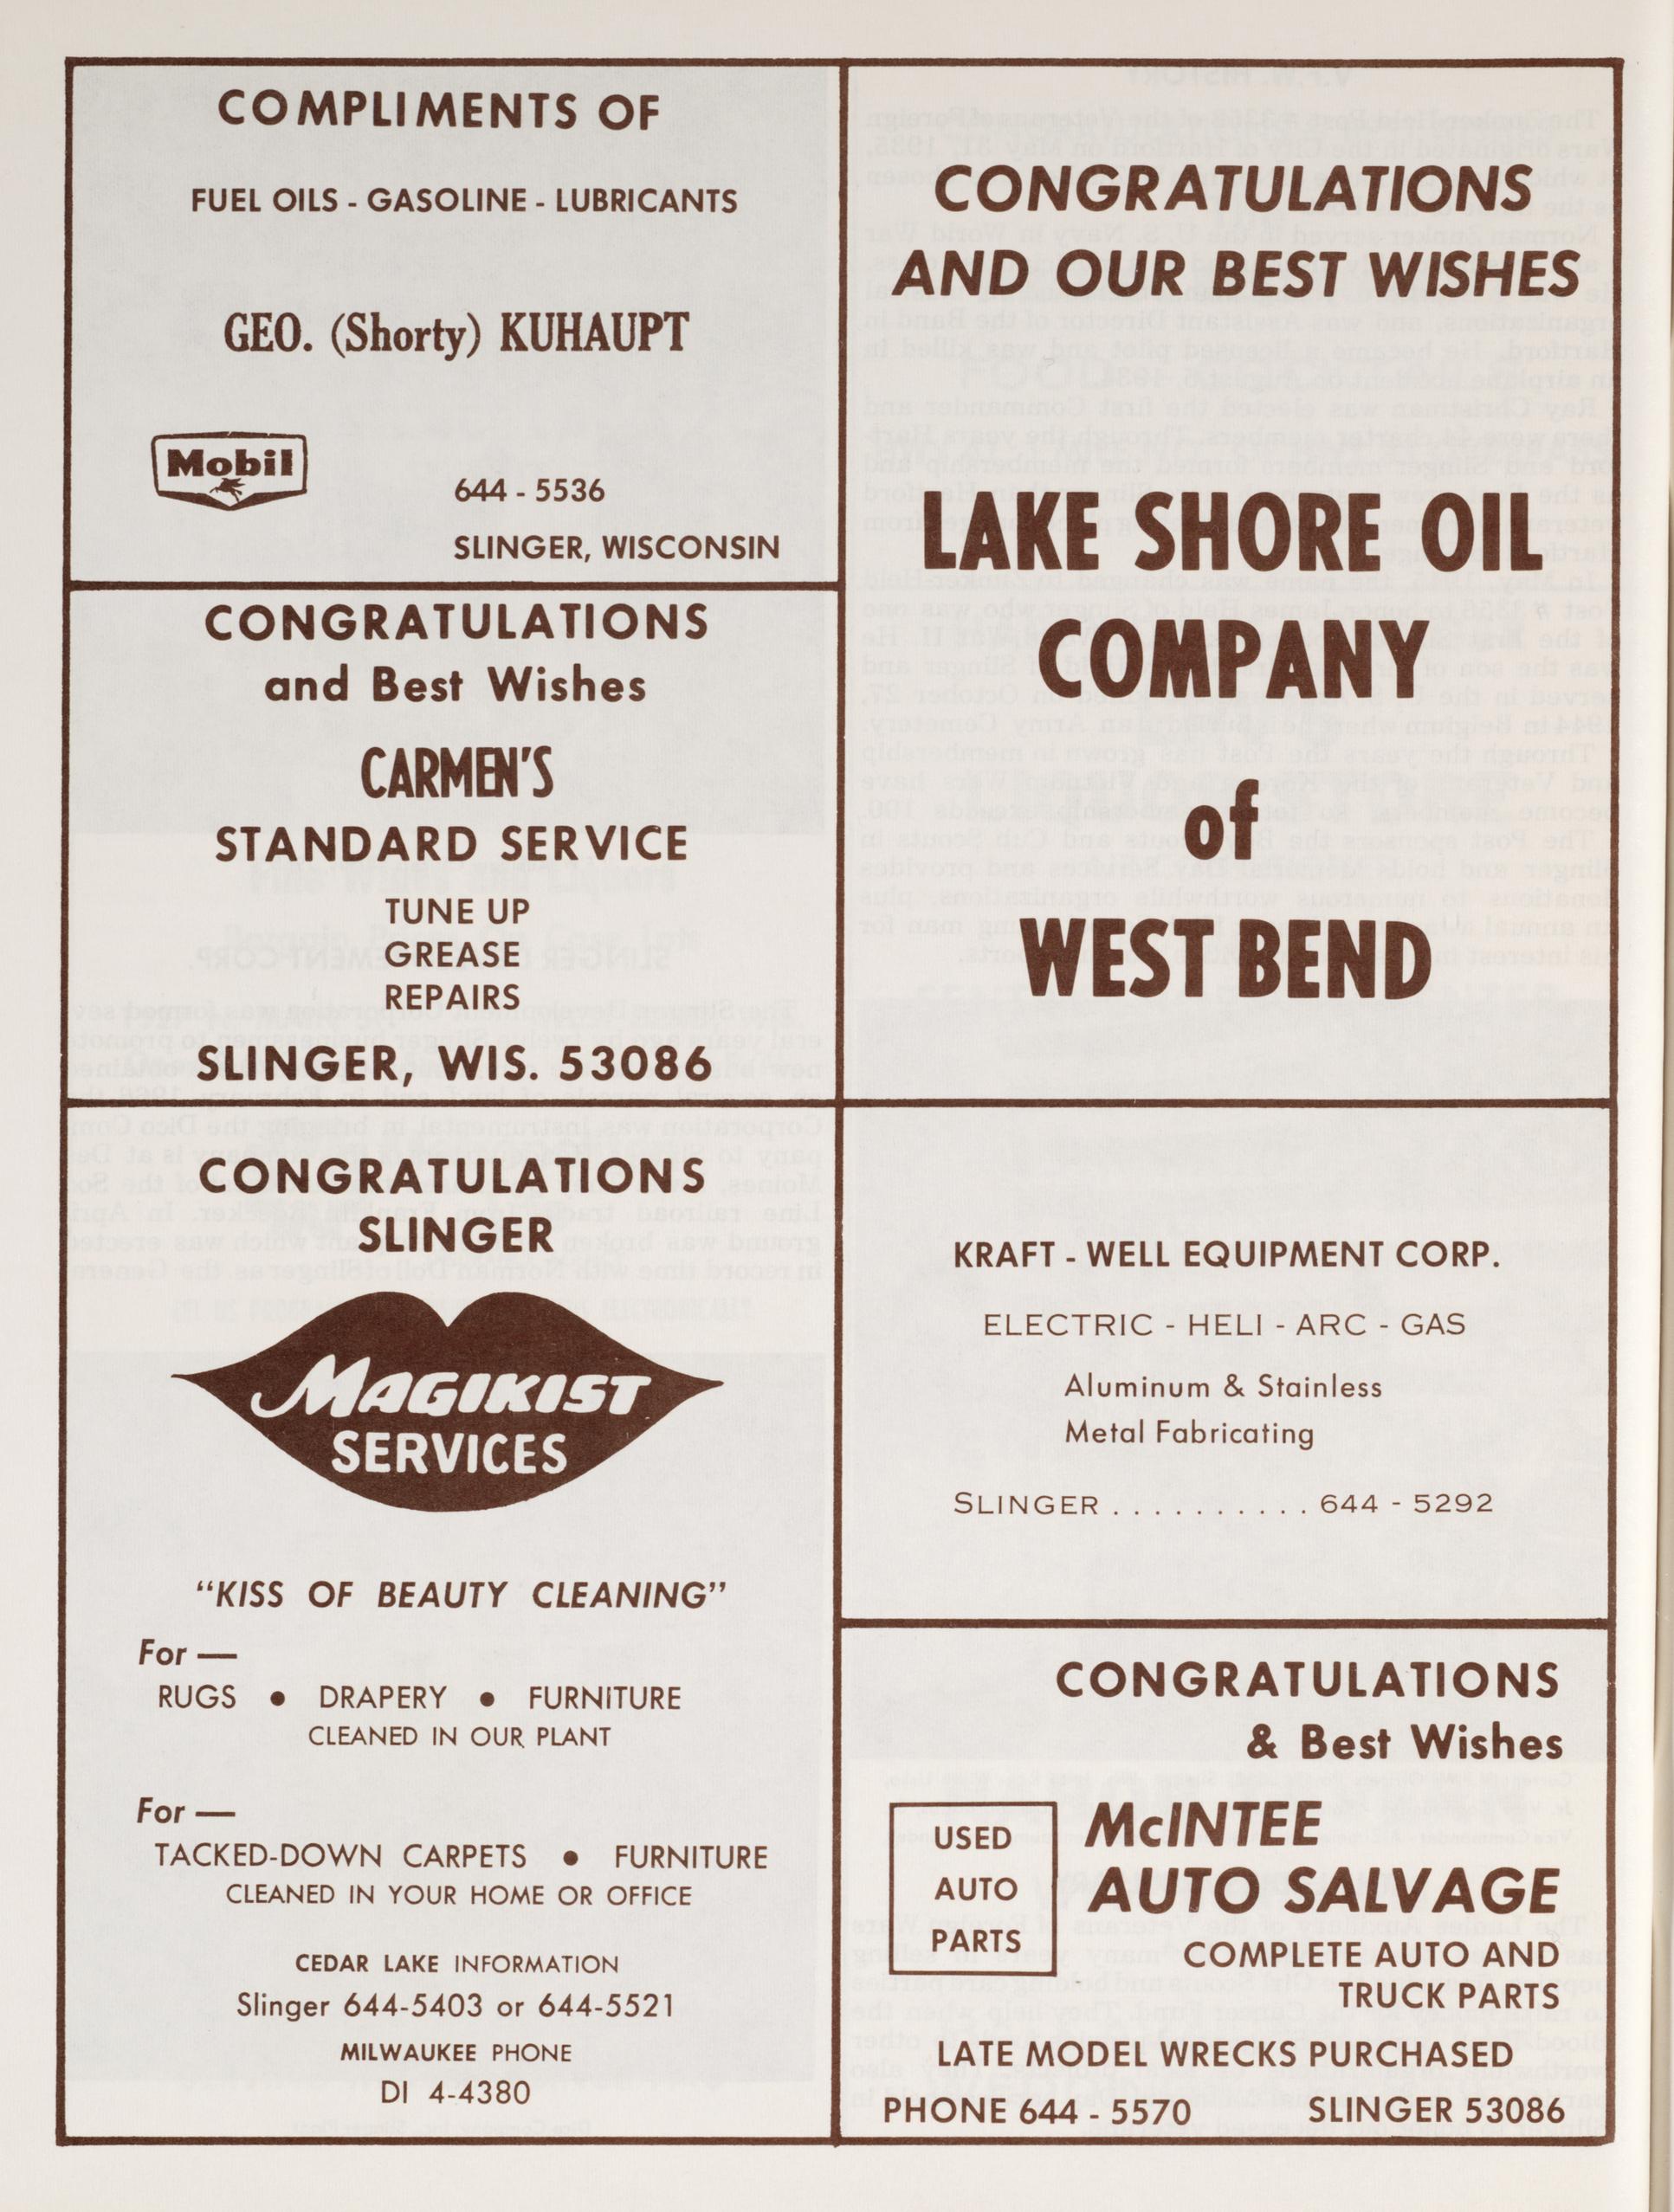 COMPLIMENTS OF
FUEL OILS - GASOLINE - LUBRICANTS
GEO. (Shorty) KUHAUPT
Mobil
644 - 5536
SLINGER, WISCONSIN
CONGRATULATIONS
and Best Wishes
CARMEN'S
STANDARD SERVICE
TUNE UP
GREASE
REPAIRS
SLINGER, WIS. 53086
CONGRATULATIONS
SLINGER
MAGIKIST
SERVICES
"KISS OF BEAUTY CLEANING"
For —
RUGS • DRAPERY • FURNITURE
CLEANED IN OUR PLANT
For —
TACKED-DOWN CARPETS • FURNITURE
CLEANED IN YOUR HOME OR OFFICE
CEDAR LAKE INFORMATION
Slinger 644-5403 or 644-5521
MILWAUKEE PHONE
DI 4-4380
CONGRATULATIONS
AND OUR BEST WISHES
LAKE SHORE OIL
COMPANY
of
WEST BEND
KRAFT - WELL EQUIPMENT CORP.
ELECTRIC - HELI - ARC - GAS
Aluminum & Stainless
Metal Fabricating
SLINGER . . . . . . . . . . 644 - 5292
CONGRATULATIONS
& Best Wishes
USED
AUTO
PARTS
McINTEE
AUTO SALVAGE
COMPLETE AUTO AND
TRUCK PARTS
LATE MODEL WRECKS PURCHASED
PHONE 644 - 5570 SLINGER 53086